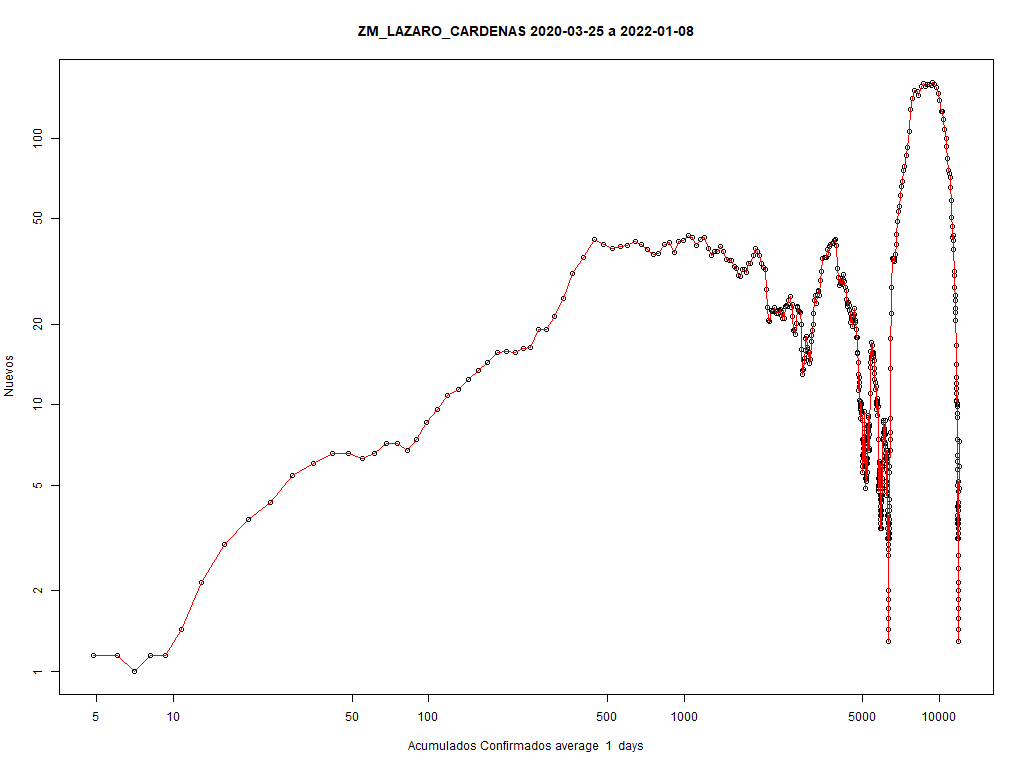 ZM_LAZARO_CARDENAS 2020-03-25 a 2022-01-08
Nuevos
100
50
20
10
5
2
1
5 10 50 100 500 1000 5000 10000
Acumulados Confirmados average 1 days